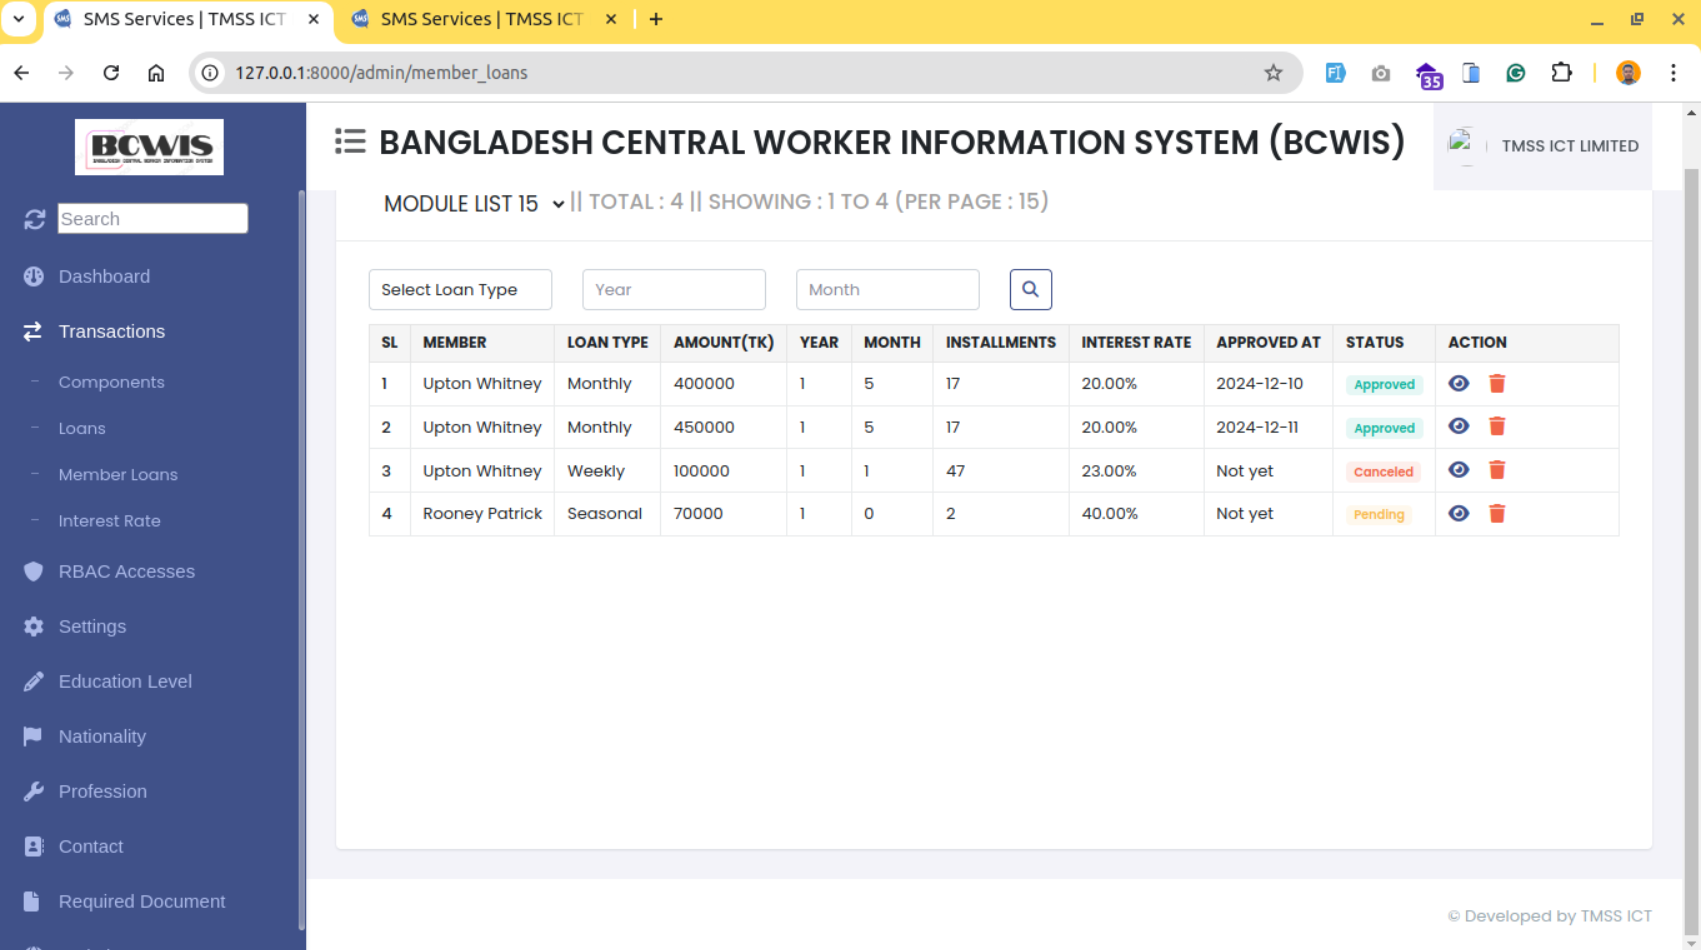 SMS Services | TMSS ICT
SMS Services | TMSS ICT
127.0.0.1:8000/admin/member_loans
35
BCWIS
BANGLADESH CENTRAL WORKER INFORMATION SYSTEM
BANGLADESH CENTRAL WORKER INFORMATION SYSTEM (BCWIS)
TMSS ICT LIMITED
MODULE LIST 15 || TOTAL : 4 || SHOWING : 1 TO 4 (PER PAGE : 15)
Search
Dashboard
Transactions
Components
Loans
Member Loans
Interest Rate
RBAC Accesses
Settings
Education Level
Nationality
Profession
Contact
Required Document
Select Loan Type Year Month
SL MEMBER LOAN TYPE AMOUNT(TK) YEAR MONTH INSTALLMENTS INTEREST RATE APPROVED AT STATUS ACTION
1 Upton Whitney Monthly 400000 1 5 17 20.00% 2024-12-10 Approved
2 Upton Whitney Monthly 450000 1 5 17 20.00% 2024-12-11 Approved
3 Upton Whitney Weekly 100000 1 1 47 23.00% Not yet Canceled
4 Rooney Patrick Seasonal 70000 1 0 2 40.00% Not yet Pending
© Developed by TMSS ICT